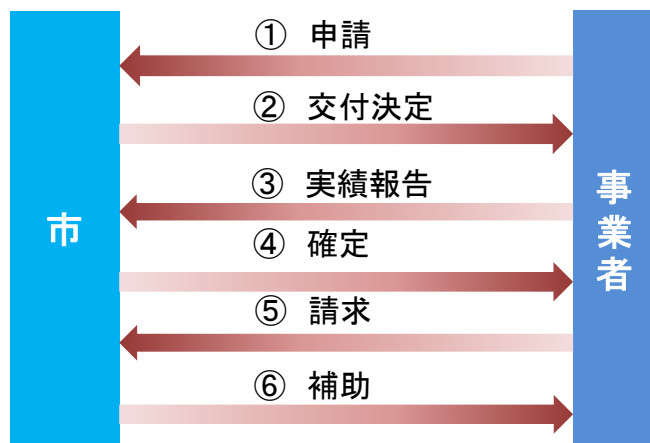 ① 申請
② 交付決定
③ 実績報告
④ 確定
⑤ 請求
⑥ 補助
市
事業者